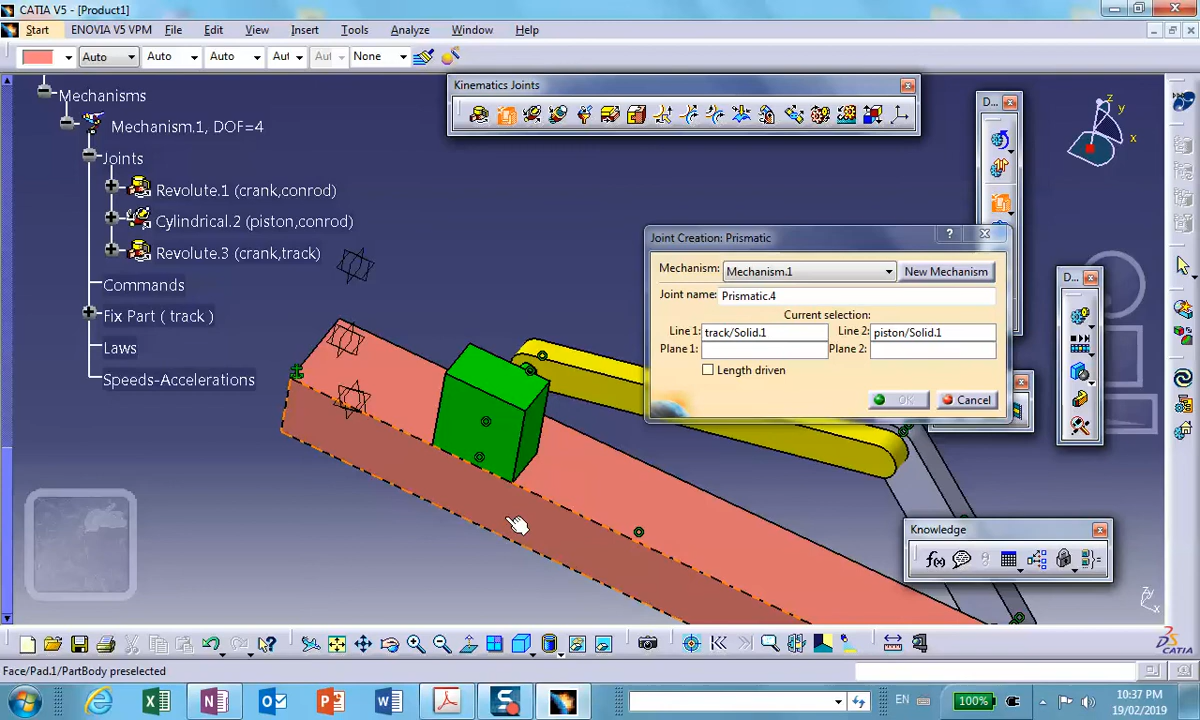 CATIA V5 - [Product1]
Start ENOVIA V5 VPM File Edit View Insert Tools Analyze Window Help
Auto Auto Auto Aut Aut None
Kinematics Joints
D...
Mechanisms
Mechanism.1, DOF=4
Joints
Revolute.1 (crank,conrod)
Cylindrical.2 (piston,conrod)
Revolute.3 (crank,track)
Commands
Fix Part ( track )
Laws
Speeds-Accelerations
z
y
x
Joint Creation: Prismatic
Mechanism: Mechanism.1 New Mechanism
Joint name: Prismatic.4
Current selection:
Line 1: track/Solid.1 Line 2: piston/Solid.1
Plane 1: Plane 2:
Length driven
OK Cancel
D...
Knowledge
f(x)
zy
x
CATIA
Face/Pad.1/PartBody preselected
EN 100% 10:37 PM
19/02/2019